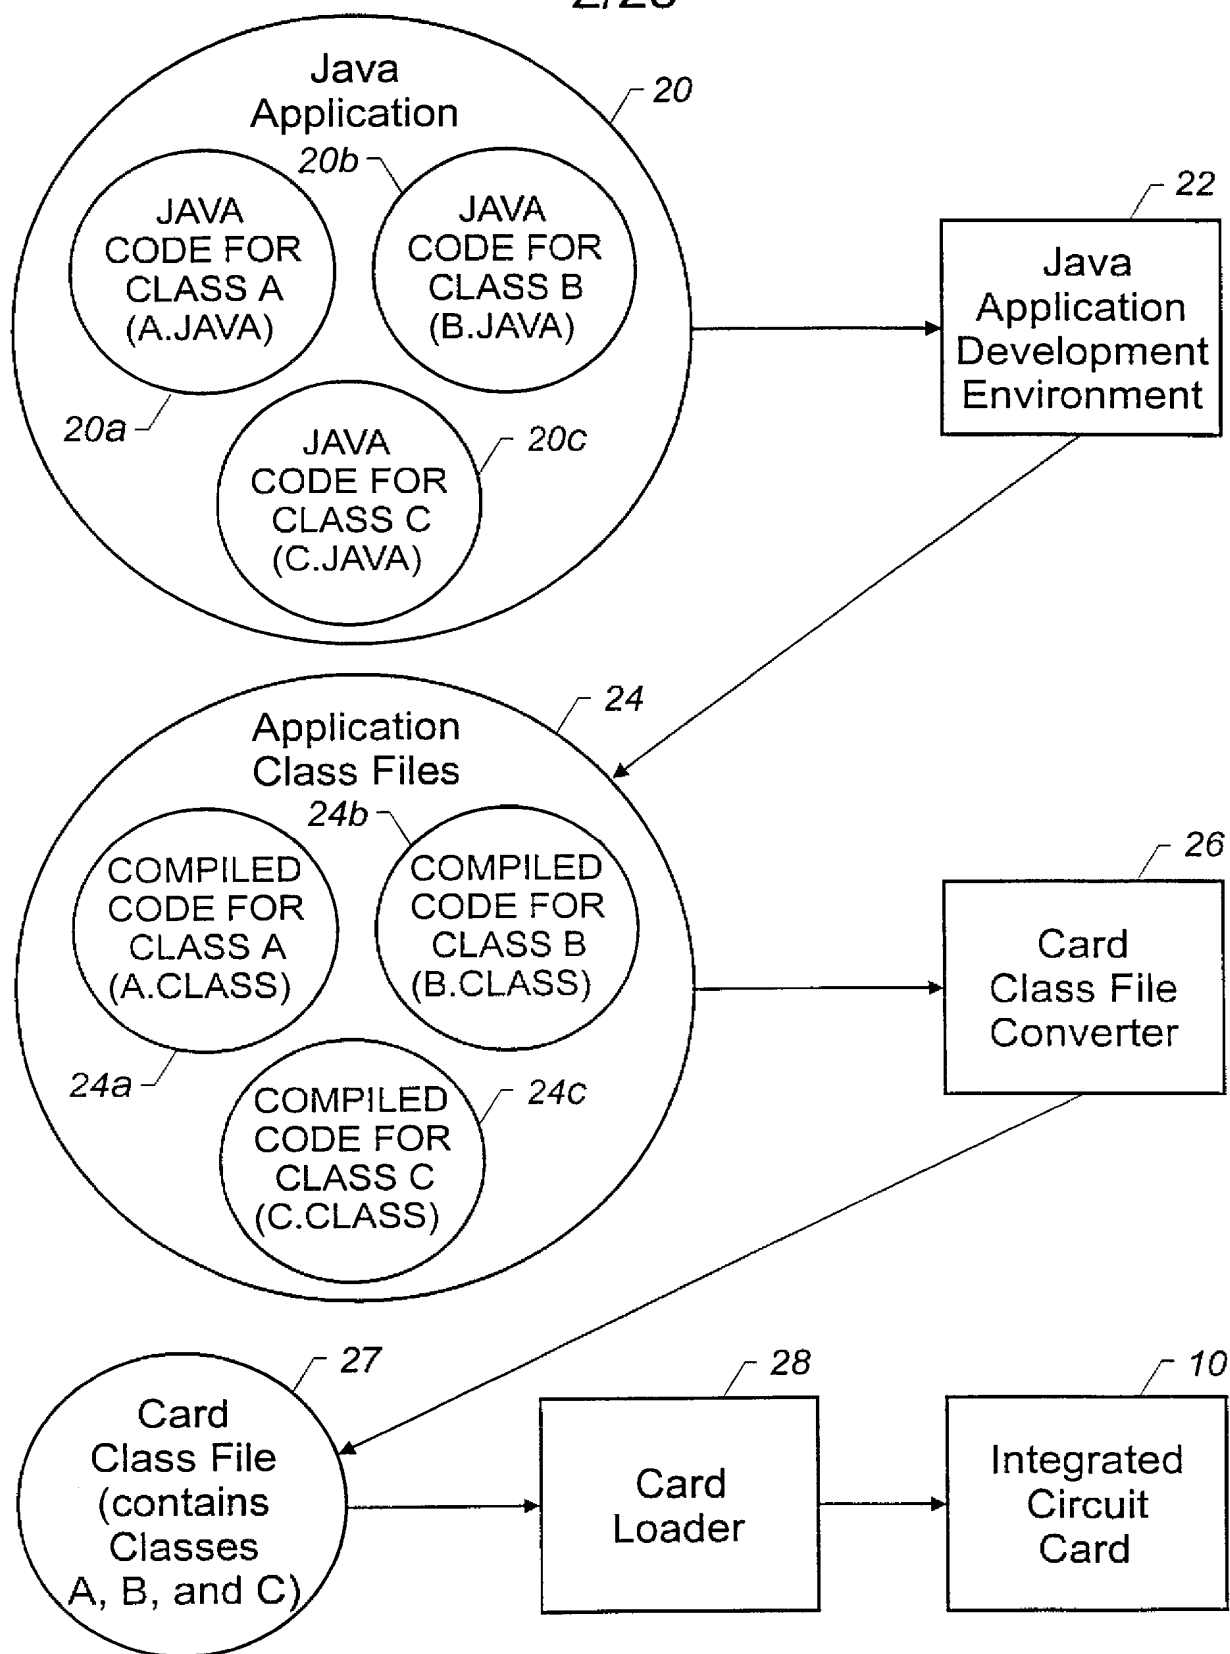 Java
Application
20
20b
JAVA
CODE FOR
CLASS A
(A.JAVA)
20a
JAVA
CODE FOR
CLASS B
(B.JAVA)
JAVA
CODE FOR
CLASS C
(C.JAVA)
20c
22
Java
Application
Development
Environment
24
Application
Class Files
24b
COMPILED
CODE FOR
CLASS A
(A.CLASS)
24a
COMPILED
CODE FOR
CLASS B
(B.CLASS)
COMPILED
CODE FOR
CLASS C
(C.CLASS)
24c
26
Card
Class File
Converter
27
Card
Class File
(contains
Classes
A, B, and C)
28
Card
Loader
10
Integrated
Circuit
Card